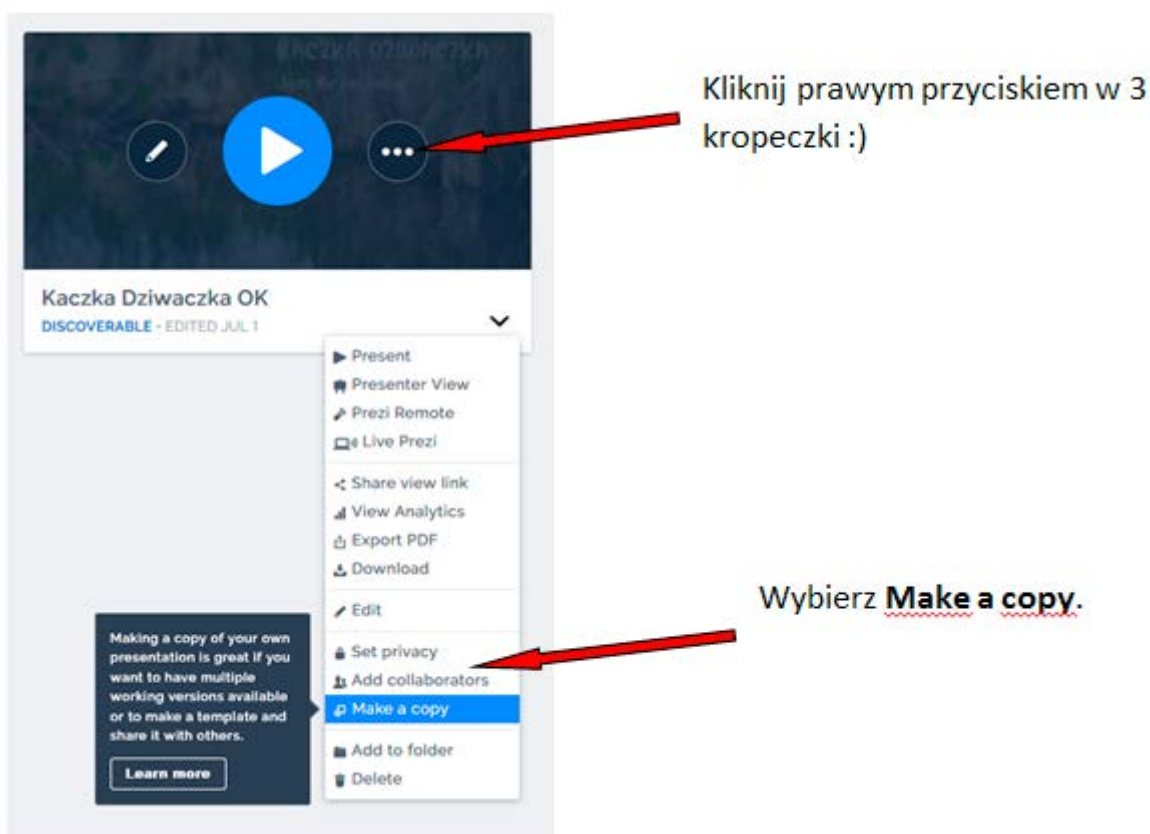 Kliknij prawym przyciskiem w 3
kropeczki :)
Kaczka Dziwaczka OK
DISCOVERABLE - EDITED JUL 1
Present
Presenter View
Prezi Remote
Live Prezi
Share view link
View Analytics
Export PDF
Download
Edit
Set privacy
Add collaborators
Make a copy
Add to folder
Delete
Making a copy of your own
presentation is great if you
want to have multiple
working versions available
or to make a template and
share it with others.
Learn more
Wybierz Make a copy.